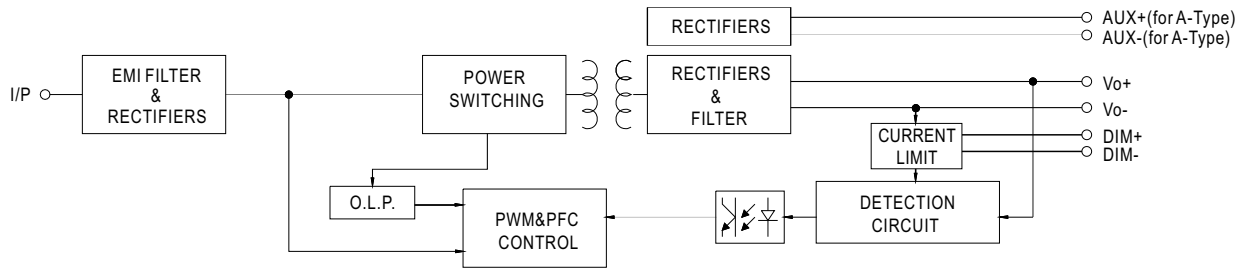 RECTIFIERS
AUX+(for A-Type)
AUX-(for A-Type)
I/P
EMI FILTER
&
RECTIFIERS
POWER
SWITCHING
RECTIFIERS
&
FILTER
Vo+
Vo-
CURRENT
LIMIT
DIM+
DIM-
O.L.P.
PWM&PFC
CONTROL
DETECTION
CIRCUIT